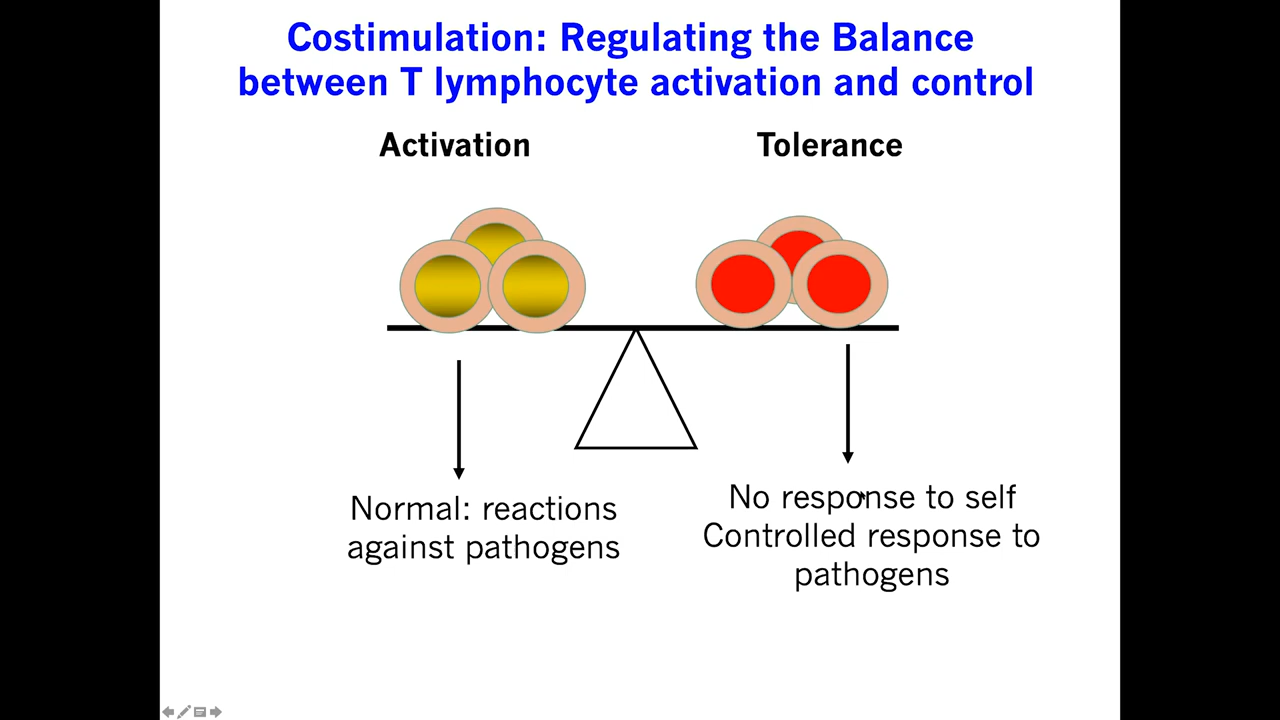 Costimulation: Regulating the Balance
between T lymphocyte activation and control
Activation
Tolerance
Normal: reactions
against pathogens
No response to self
Controlled response to
pathogens